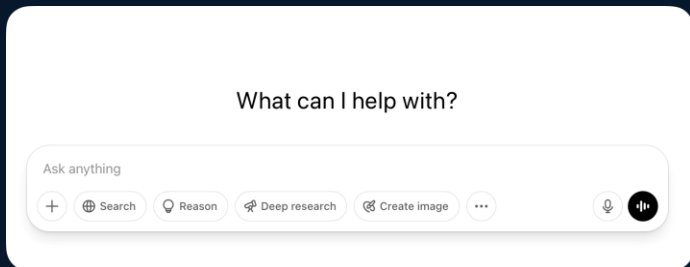 What can I help with?
Ask anything
Search Reason Deep research Create image